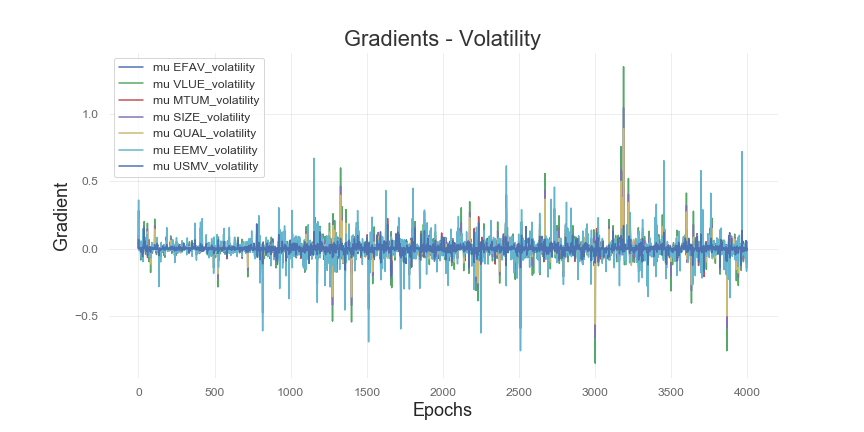 Gradients - Volatility
mu EFAV_volatility
mu VLUE_volatility
mu MTUM_volatility
mu SIZE_volatility
mu QUAL_volatility
mu EEMV_volatility
mu USMV_volatility
Gradient
1.0
0.5
0.0
−0.5
0 500 1000 1500 2000 2500 3000 3500 4000
Epochs